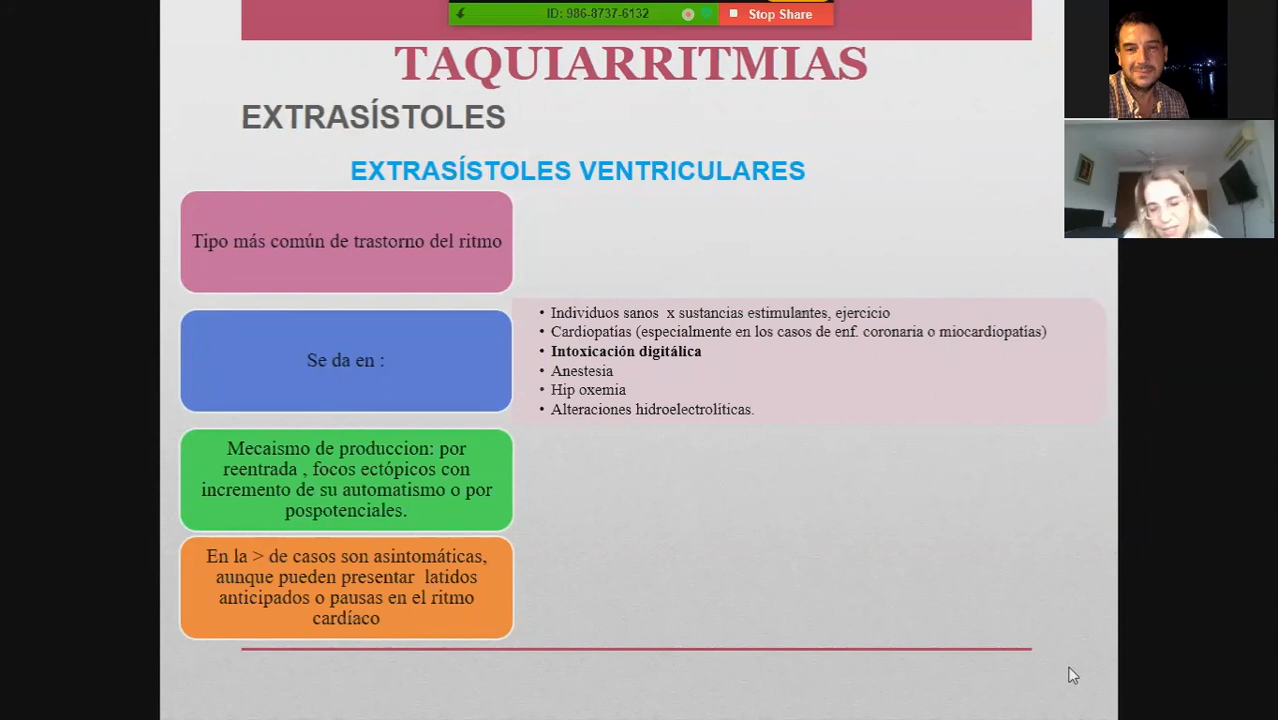 ID: 986-8737-6132
Stop Share
TAQUIARRITMIAS
EXTRASÍSTOLES
EXTRASÍSTOLES VENTRICULARES
Tipo más común de trastorno del ritmo
Se da en :
• Individuos sanos x sustancias estimulantes, ejercicio
• Cardiopatías (especialmente en los casos de enf. coronaria o miocardiopatías)
• Intoxicación digitálica
• Anestesia
• Hip oxemia
• Alteraciones hidroelectrolíticas.
Mecaismo de produccion: por
reentrada , focos ectópicos con
incremento de su automatismo o por
pospotenciales.
En la > de casos son asintomáticas,
aunque pueden presentar latidos
anticipados o pausas en el ritmo
cardíaco